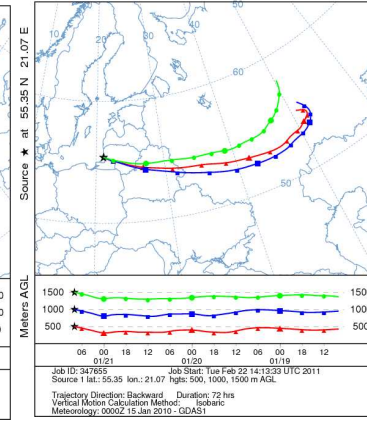 50
10
20
30
40
60
50
Source ★ at 55.35 N 21.07 E
Meters AGL
1500
1000
500
1500
1000
500
06 00 18 12 06 00 18 12 06 00 18 12
01/21 01/20 01/19
Job ID: 347655 Job Start: Tue Feb 22 14:13:33 UTC 2011
Source 1 lat.: 55.35 lon.: 21.07 hgts: 500, 1000, 1500 m AGL
Trajectory Direction: Backward Duration: 72 hrs
Vertical Motion Calculation Method: Isobaric
Meteorology: 0000Z 15 Jan 2010 - GDAS1